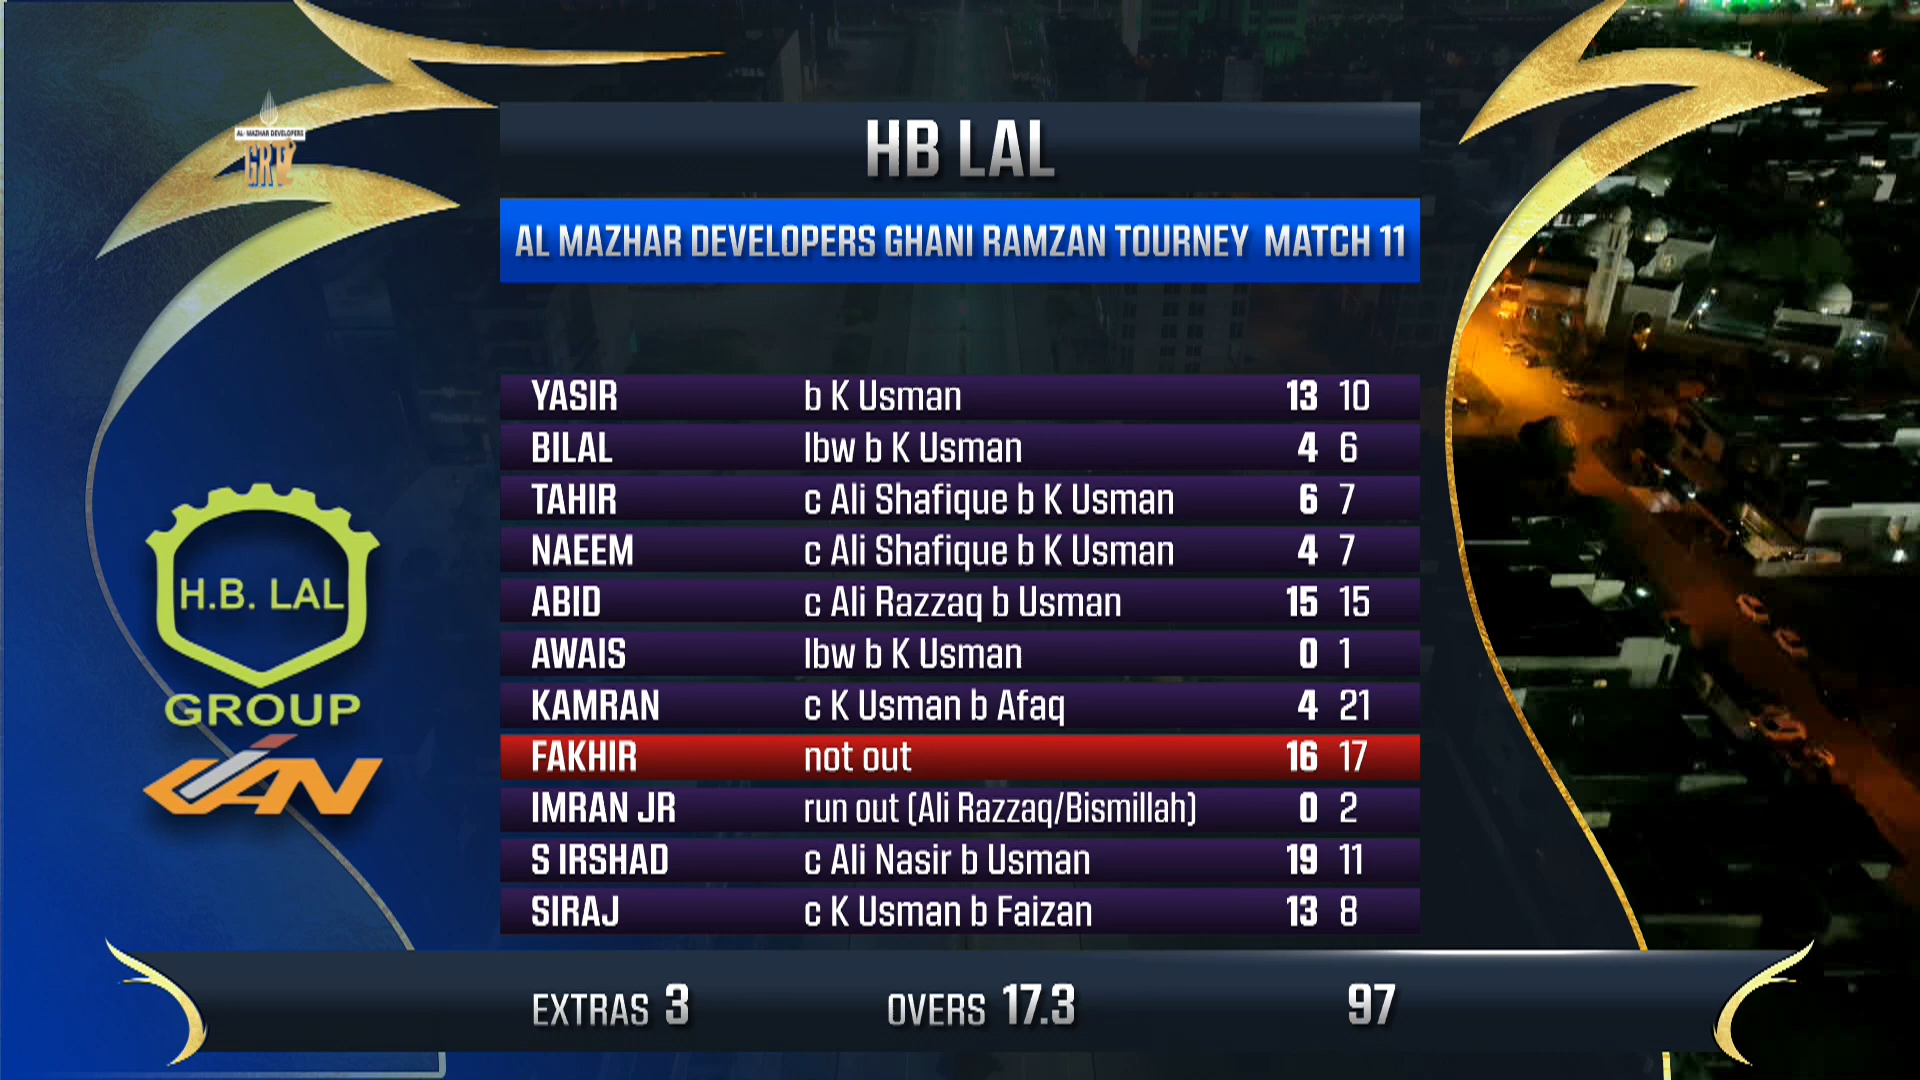 AL- MAZHAR DEVELOPERS
GRT
HB LAL
AL MAZHAR DEVELOPERS GHANI RAMZAN TOURNEY MATCH 11
YASIR b K Usman 13 10
BILAL lbw b K Usman 4 6
TAHIR c Ali Shafique b K Usman 6 7
NAEEM c Ali Shafique b K Usman 4 7
ABID c Ali Razzaq b Usman 15 15
AWAIS lbw b K Usman 0 1
KAMRAN c K Usman b Afaq 4 21
FAKHIR not out 16 17
IMRAN JR run out (Ali Razzaq/Bismillah) 0 2
S IRSHAD c Ali Nasir b Usman 19 11
SIRAJ c K Usman b Faizan 13 8
H.B. LAL
GROUP
EXTRAS 3 OVERS 17.3 97